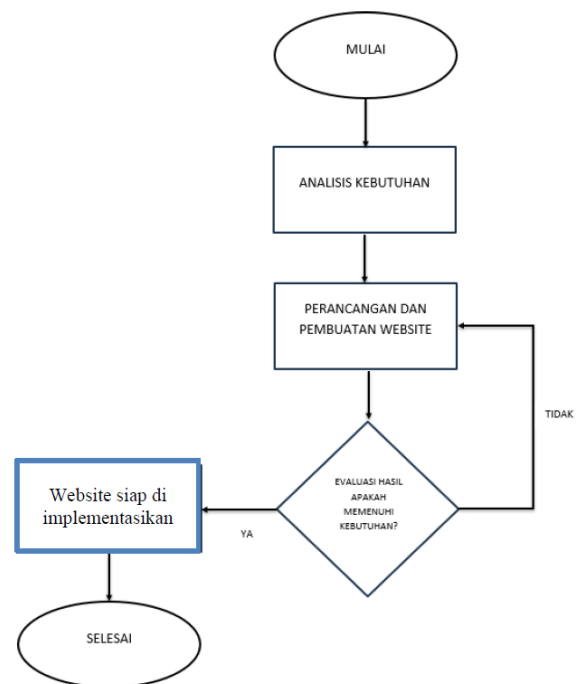 MULAI
ANALISIS KEBUTUHAN
PERANCANGAN DAN
PEMBUATAN WEBSITE
TIDAK
EVALUASI HASIL
APAKAH
MEMENUHI
KEBUTUHAN?
YA
Website siap di
implementasikan
SELESAI